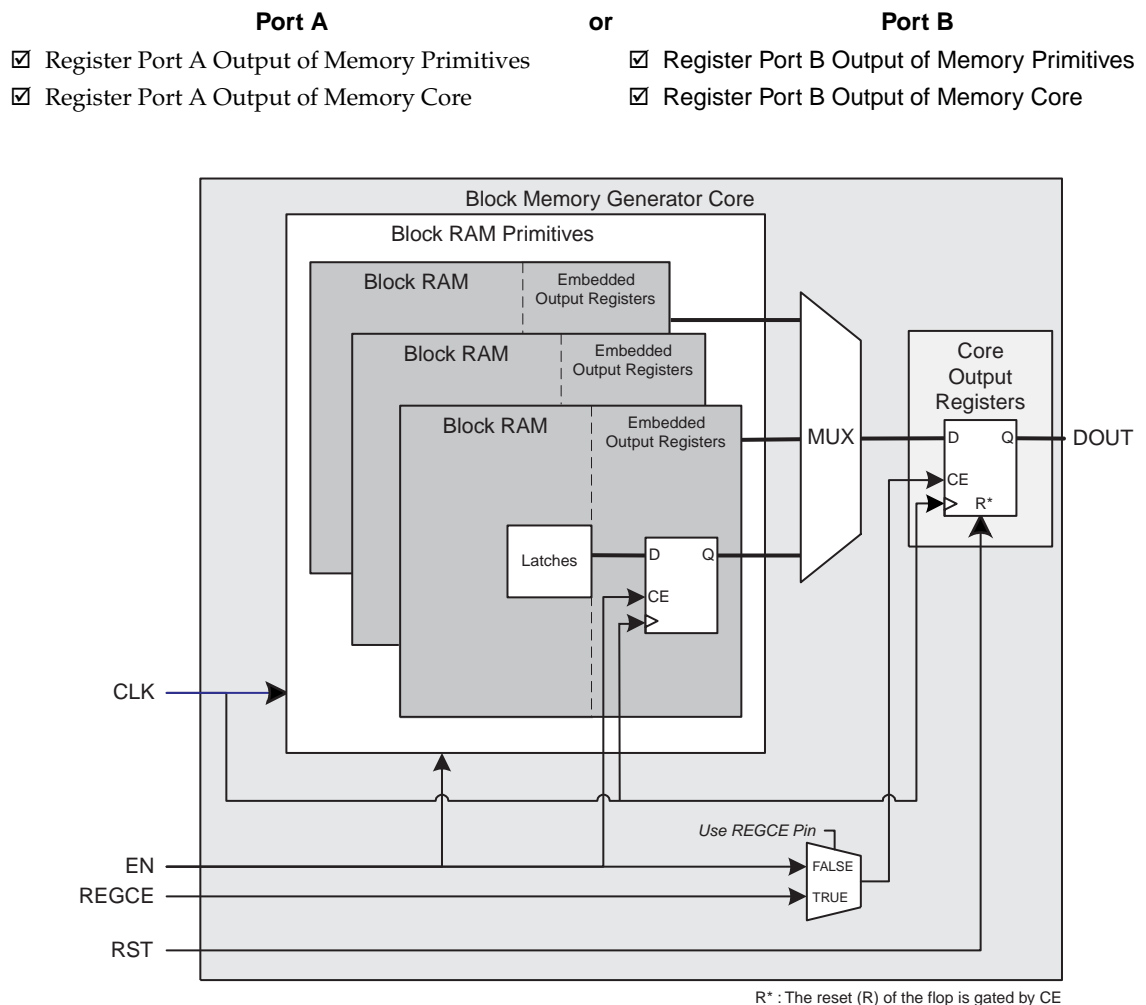 Port A or Port B
☑ Register Port A Output of Memory Primitives ☑ Register Port B Output of Memory Primitives
☑ Register Port A Output of Memory Core ☑ Register Port B Output of Memory Core
Block Memory Generator Core
Block RAM Primitives
Block RAM
Embedded
Output Registers
Block RAM
Embedded
Output Registers
Block RAM
Embedded
Output Registers
Core
Output
Registers
MUX
D Q
DOUT
CE
R*
Latches
D Q
CE
CLK
Use REGCE Pin
EN
FALSE
REGCE
TRUE
RST
R* : The reset (R) of the flop is gated by CE